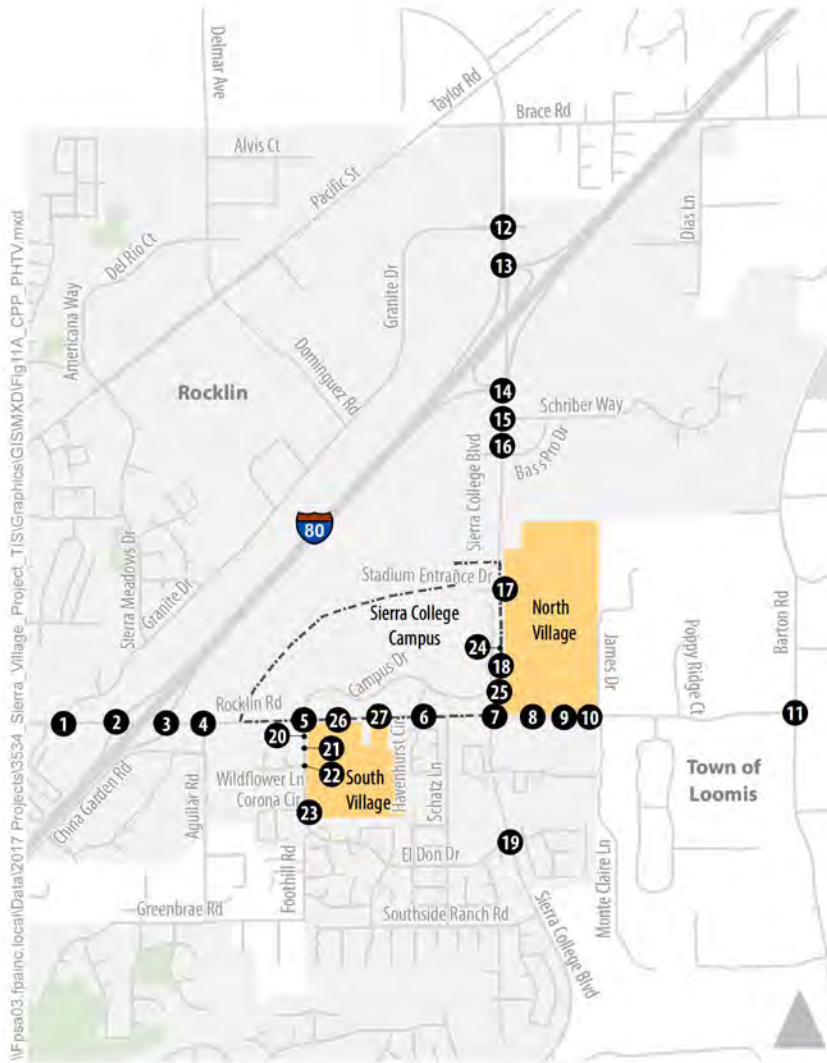 \\Fpsa03.fpainc.local\Data\2017 Projects\3534_Sierra_Village_Project_TIS\Graphics\GIS\MXD\Fig11A_CPP_PHTV.mxd
Delmar Ave
Taylor Rd
Brace Rd
Alvis Ct
Pacific St
Dias Ln
12
Del Rio Ct
13
Granite Dr
Americana Way
Dominguez Rd
Rocklin
14
Schriber Way
15
16
Bass Pro Dr
Sierra College Blvd
80
Sierra Meadows Dr
Granite Dr
Stadium Entrance Dr
17
Sierra College
Campus
North
Village
James Dr
Poppy Ridge Ct
Barton Rd
24
18
Campus Dr
25
Rocklin Rd
1
2
3
4
5
26
27
6
7
8
9
10
11
20
21
22
Wildflower Ln
Corona Cir
South
Village
Havenhurst Cir
Schatz Ln
Town of
Loomis
China Garden Rd
Aguilar Rd
23
19
El Don Dr
Foothill Rd
Monte Claire Ln
Greenbrae Rd
Southside Ranch Rd
Sierra College Blvd